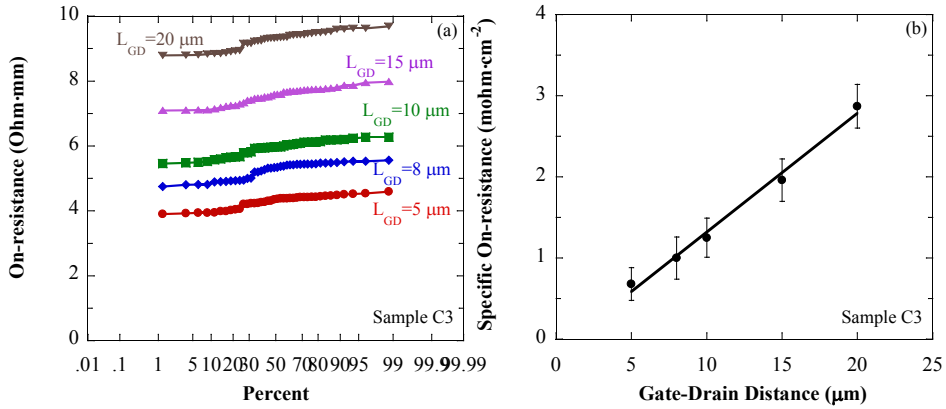 (a)
L_GD=20 μm
L_GD=15 μm
L_GD=10 μm
L_GD=8 μm
L_GD=5 μm
Sample C3
On-resistance (Ohm·mm)
10
8
6
4
2
0
.01 .1 1 5 10 20 30 50 70 80 90 95 99 99.9 99.99
Percent
(b)
Sample C3
Specific On-resistance (mohm·cm⁻²)
4
3
2
1
0
0 5 10 15 20 25
Gate-Drain Distance (μm)